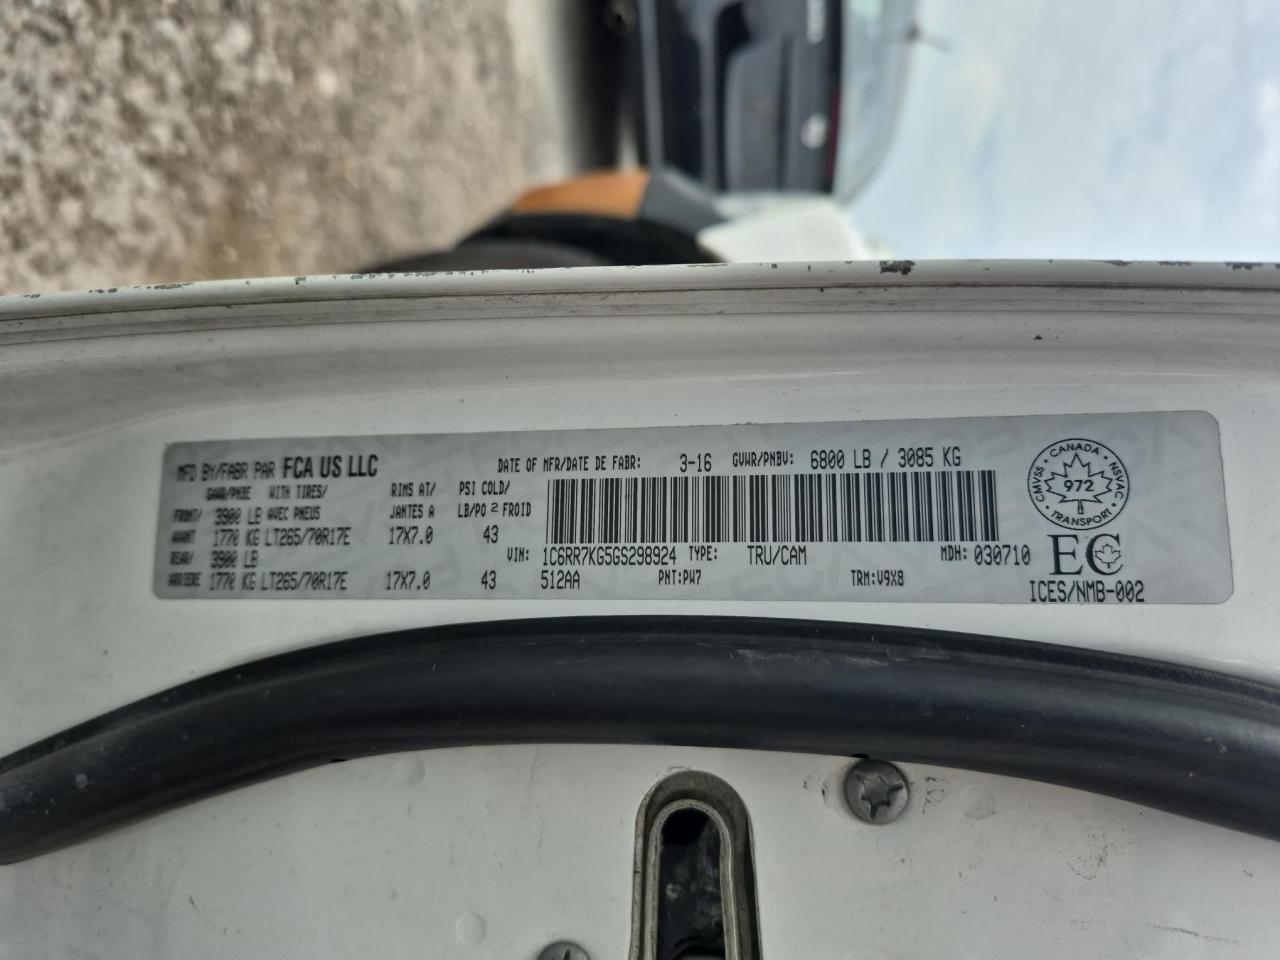 MFD BY/FABR PAR FCA US LLC
DATE OF MFR/DATE DE FABR: 3-16 GVWR/PNBV: 6800 LB / 3085 KG
GAWR/PNBE WITH TIRES/ RIMS AT/ PSI COLD/
FRONT/ 3900 LB AVEC PNEUS JANTES A LB/PO² FROID
AVANT 1770 KG LT265/70R17E 17X7.0 43
REAR/ 3900 LB
ARRIERE 1770 KG LT265/70R17E 17X7.0 43
VIN: 1C6RR7KG5GS298924 TYPE: TRU/CAM MDH: 030710
512AA PNT:PW7 TRM:V9X8
CANADA
CMVSS NSVAC
972
TRANSPORT
EC
ICES/NMB-002